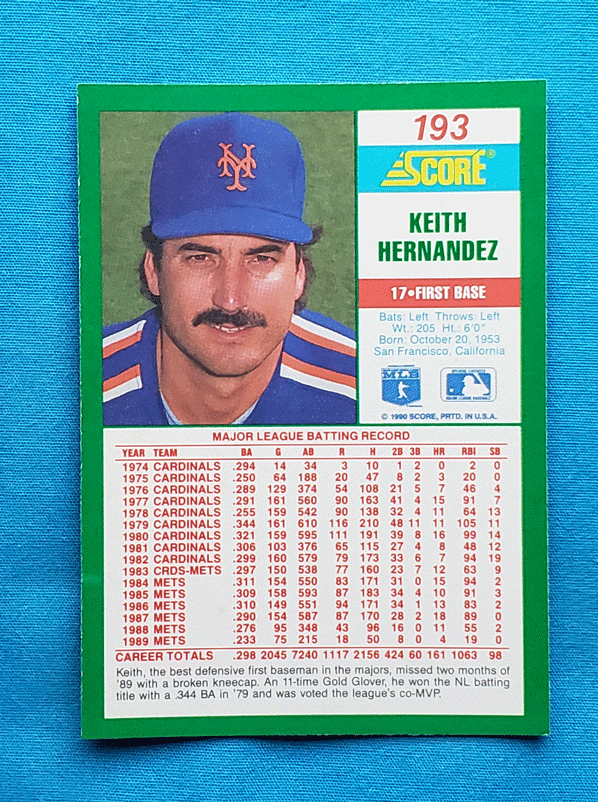 NY
193
SCORE®
KEITH
HERNANDEZ
17•FIRST BASE
Bats: Left Throws: Left
Wt.: 205 Ht.: 6'0"
Born: October 20, 1953
San Francisco, California
MLB
© 1990 SCORE, PRTD. IN U.S.A.
MAJOR LEAGUE BATTING RECORD
YEAR TEAM BA G AB R H 2B 3B HR RBI SB
1974 CARDINALS .294 14 34 3 10 1 2 0 2 0
1975 CARDINALS .250 64 188 20 47 8 2 3 20 0
1976 CARDINALS .289 129 374 54 108 21 5 7 46 4
1977 CARDINALS .291 161 560 90 163 41 4 15 91 7
1978 CARDINALS .255 159 542 90 138 32 4 11 64 13
1979 CARDINALS .344 161 610 116 210 48 11 11 105 11
1980 CARDINALS .321 159 595 111 191 39 8 16 99 14
1981 CARDINALS .306 103 376 65 115 27 4 8 48 12
1982 CARDINALS .299 160 579 79 173 33 6 7 94 19
1983 CRDS-METS .297 150 538 77 160 23 7 12 63 9
1984 METS .311 154 550 83 171 31 0 15 94 2
1985 METS .309 158 593 87 183 34 4 10 91 3
1986 METS .310 149 551 94 171 34 1 13 83 2
1987 METS .290 154 587 87 170 28 2 18 89 0
1988 METS .276 95 348 43 96 16 0 11 55 2
1989 METS .233 75 215 18 50 8 0 4 19 0
CAREER TOTALS .298 2045 7240 1117 2156 424 60 161 1063 98
Keith, the best defensive first baseman in the majors, missed two months of
'89 with a broken kneecap. An 11-time Gold Glover, he won the NL batting
title with a .344 BA in '79 and was voted the league's co-MVP.